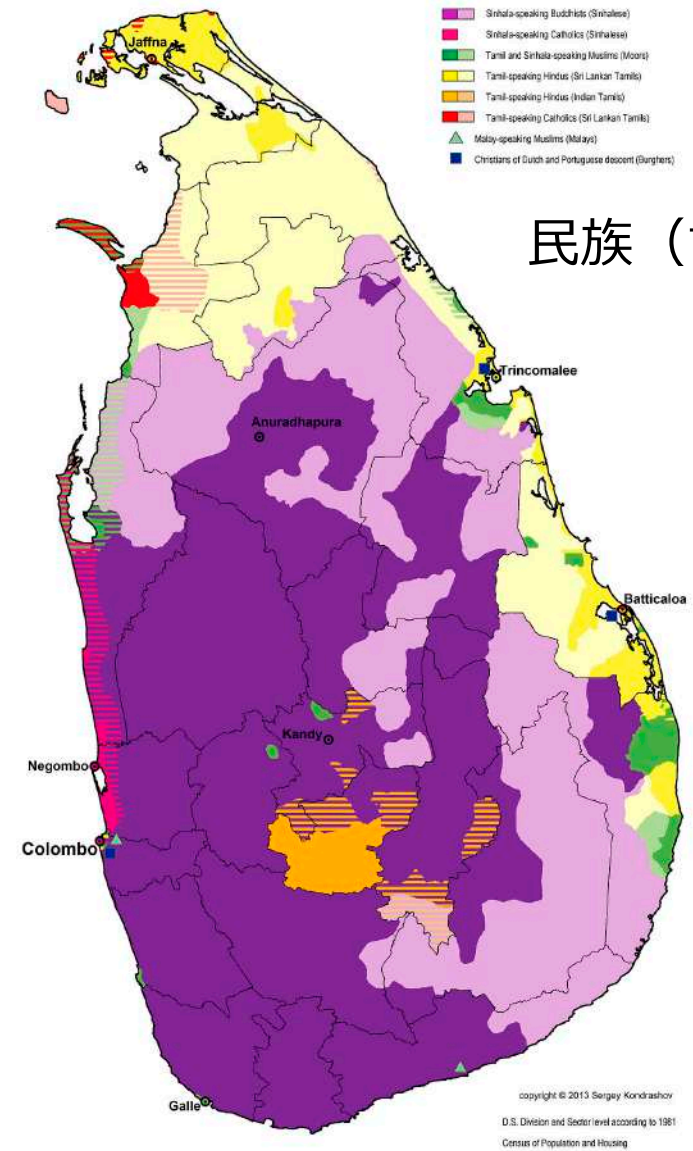 Sinhala-speaking Buddhists (Sinhalese)
Sinhala-speaking Catholics (Sinhalese)
Tamil and Sinhala-speaking Muslims (Moors)
Tamil-speaking Hindus (Sri Lankan Tamils)
Tamil-speaking Hindus (Indian Tamils)
Tamil-speaking Catholics (Sri Lankan Tamils)
Malay-speaking Muslims (Malays)
Christians of Dutch and Portuguese descent (Burghers)
Jaffna
民族（
Trincomalee
Anuradhapura
Batticaloa
Kandy
Negombo
Colombo
Galle
copyright © 2013 Sergey Kondrashov
D.S. Division and Sector level according to 1981
Census of Population and Housing